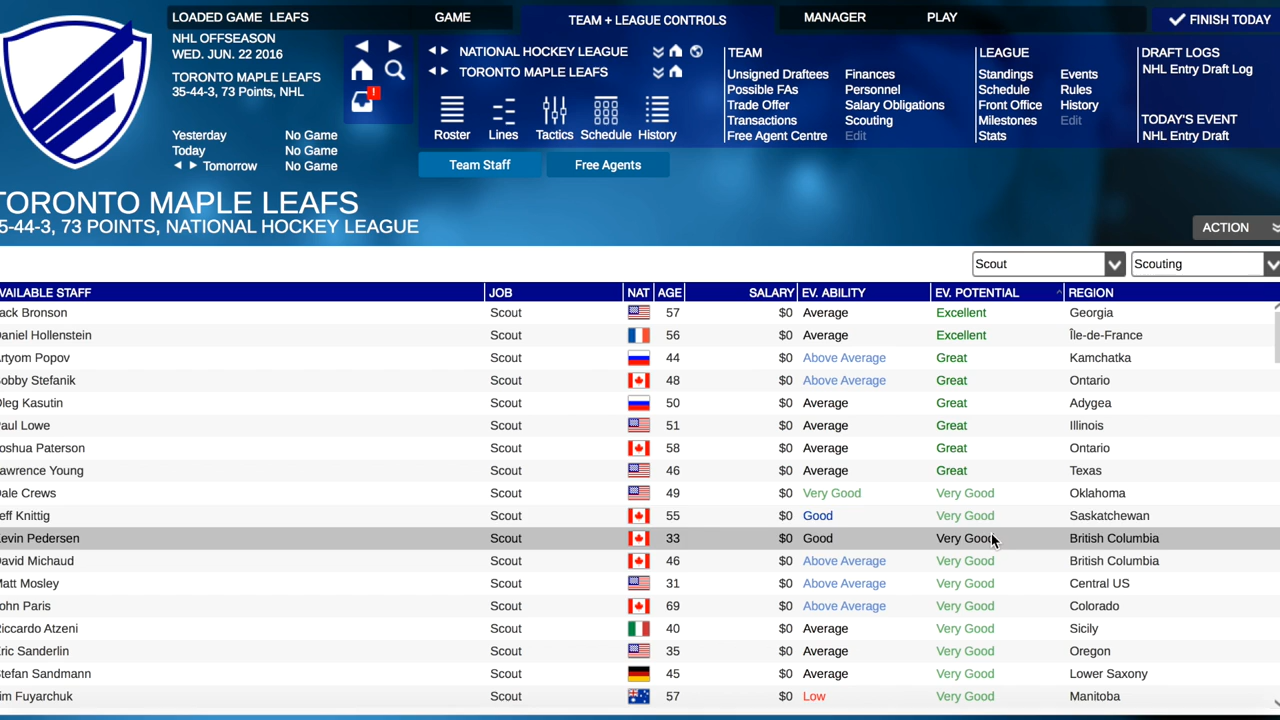 LOADED GAME LEAFS
GAME
TEAM + LEAGUE CONTROLS
MANAGER
PLAY
FINISH TODAY
NHL OFFSEASON
WED. JUN. 22 2016
TORONTO MAPLE LEAFS
35-44-3, 73 Points, NHL
Yesterday No Game
Today No Game
Tomorrow No Game
!
NATIONAL HOCKEY LEAGUE
TORONTO MAPLE LEAFS
Roster Lines Tactics Schedule History
TEAM
Unsigned Draftees Finances
Possible FAs Personnel
Trade Offer Salary Obligations
Transactions Scouting
Free Agent Centre Edit
LEAGUE
Standings Events
Schedule Rules
Front Office History
Milestones Edit
Stats
DRAFT LOGS
NHL Entry Draft Log
TODAY'S EVENT
NHL Entry Draft
Team Staff Free Agents
TORONTO MAPLE LEAFS
5-44-3, 73 POINTS, NATIONAL HOCKEY LEAGUE
ACTION
Scout Scouting
VAILABLE STAFF JOB NAT AGE SALARY EV. ABILITY EV. POTENTIAL REGION
ack Bronson Scout 57 $0 Average Excellent Georgia
aniel Hollenstein Scout 56 $0 Average Excellent Île-de-France
rtyom Popov Scout 44 $0 Above Average Great Kamchatka
obby Stefanik Scout 48 $0 Above Average Great Ontario
leg Kasutin Scout 50 $0 Average Great Adygea
aul Lowe Scout 51 $0 Average Great Illinois
oshua Paterson Scout 58 $0 Average Great Ontario
awrence Young Scout 46 $0 Average Great Texas
ale Crews Scout 49 $0 Very Good Very Good Oklahoma
eff Knittig Scout 55 $0 Good Very Good Saskatchewan
evin Pedersen Scout 33 $0 Good Very Good British Columbia
avid Michaud Scout 46 $0 Above Average Very Good British Columbia
att Mosley Scout 31 $0 Above Average Very Good Central US
ohn Paris Scout 69 $0 Above Average Very Good Colorado
iccardo Atzeni Scout 40 $0 Average Very Good Sicily
ric Sanderlin Scout 35 $0 Average Very Good Oregon
tefan Sandmann Scout 45 $0 Average Very Good Lower Saxony
im Fuyarchuk Scout 57 $0 Low Very Good Manitoba